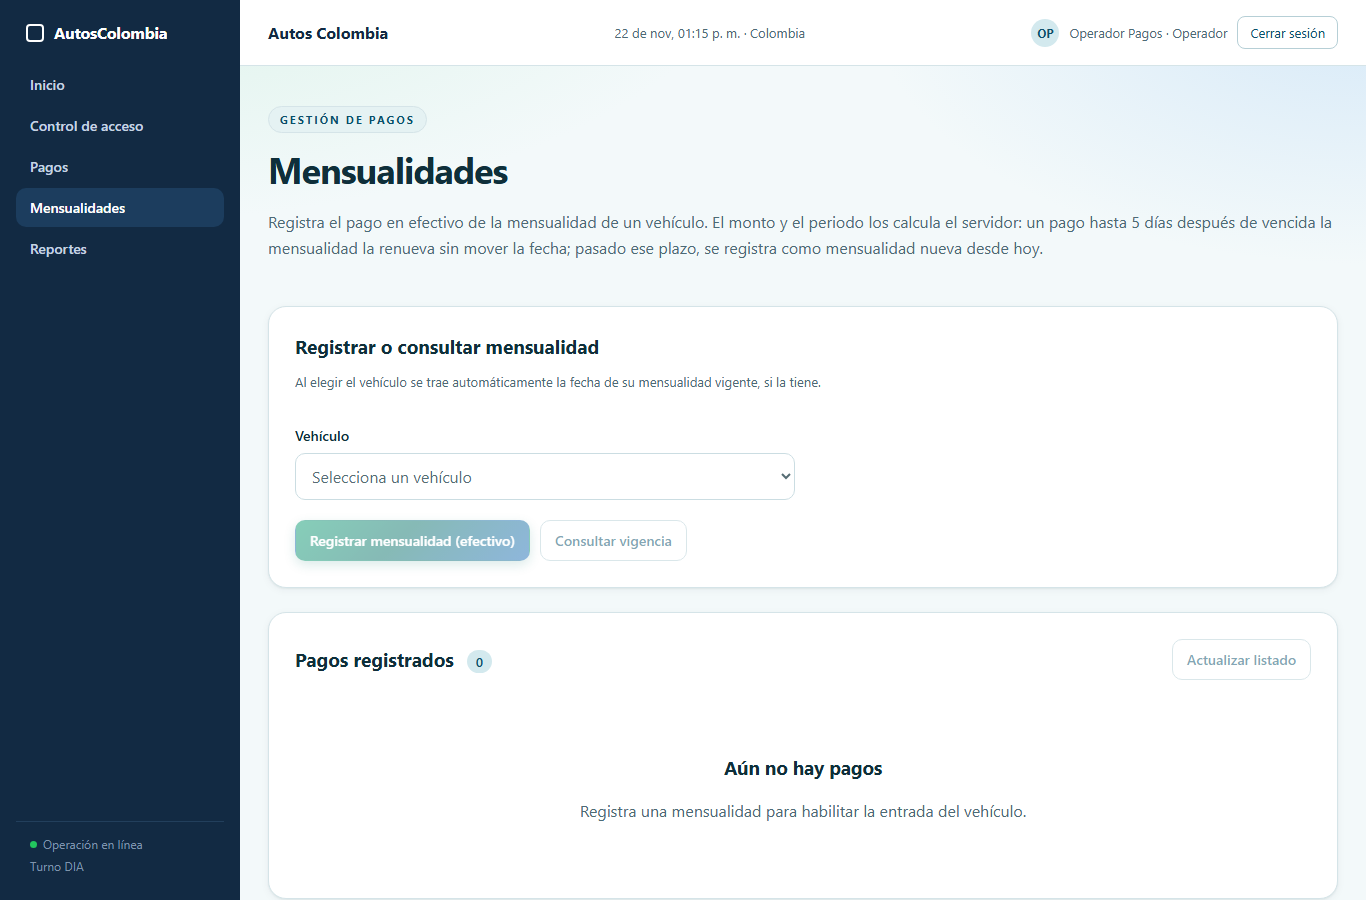 AutosColombia
Inicio
Control de acceso
Pagos
Mensualidades
Reportes
Operación en línea
Turno DIA
Autos Colombia
22 de nov, 01:15 p. m. · Colombia
OP
Operador Pagos · Operador
Cerrar sesión
GESTIÓN DE PAGOS
Mensualidades
Registra el pago en efectivo de la mensualidad de un vehículo. El monto y el periodo los calcula el servidor: un pago hasta 5 días después de vencida la
mensualidad la renueva sin mover la fecha; pasado ese plazo, se registra como mensualidad nueva desde hoy.
Registrar o consultar mensualidad
Al elegir el vehículo se trae automáticamente la fecha de su mensualidad vigente, si la tiene.
Vehículo
Selecciona un vehículo
Registrar mensualidad (efectivo)
Consultar vigencia
Pagos registrados
0
Actualizar listado
Aún no hay pagos
Registra una mensualidad para habilitar la entrada del vehículo.